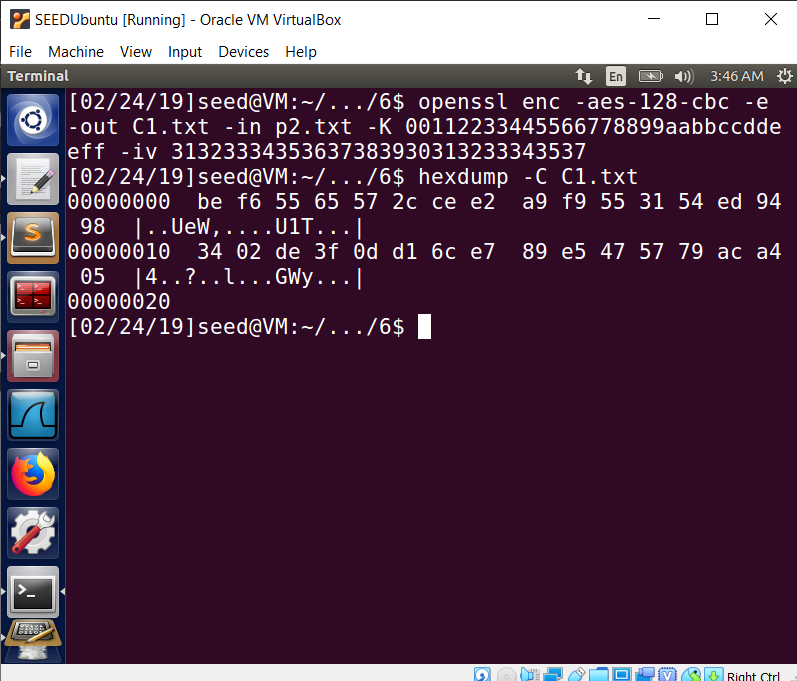 SEEDUbuntu [Running] - Oracle VM VirtualBox
File Machine View Input Devices Help
Terminal En 3:46 AM
[02/24/19]seed@VM:~/.../6$ openssl enc -aes-128-cbc -e
-out C1.txt -in p2.txt -K 00112233445566778899aabbccdde
eff -iv 31323334353637383930313233343537
[02/24/19]seed@VM:~/.../6$ hexdump -C C1.txt
00000000  be f6 55 65 57 2c ce e2  a9 f9 55 31 54 ed 94
 98  |..UeW,....U1T...|
00000010  34 02 de 3f 0d d1 6c e7  89 e5 47 57 79 ac a4
 05  |4..?..l...GWy...|
00000020
[02/24/19]seed@VM:~/.../6$
Right Ctrl